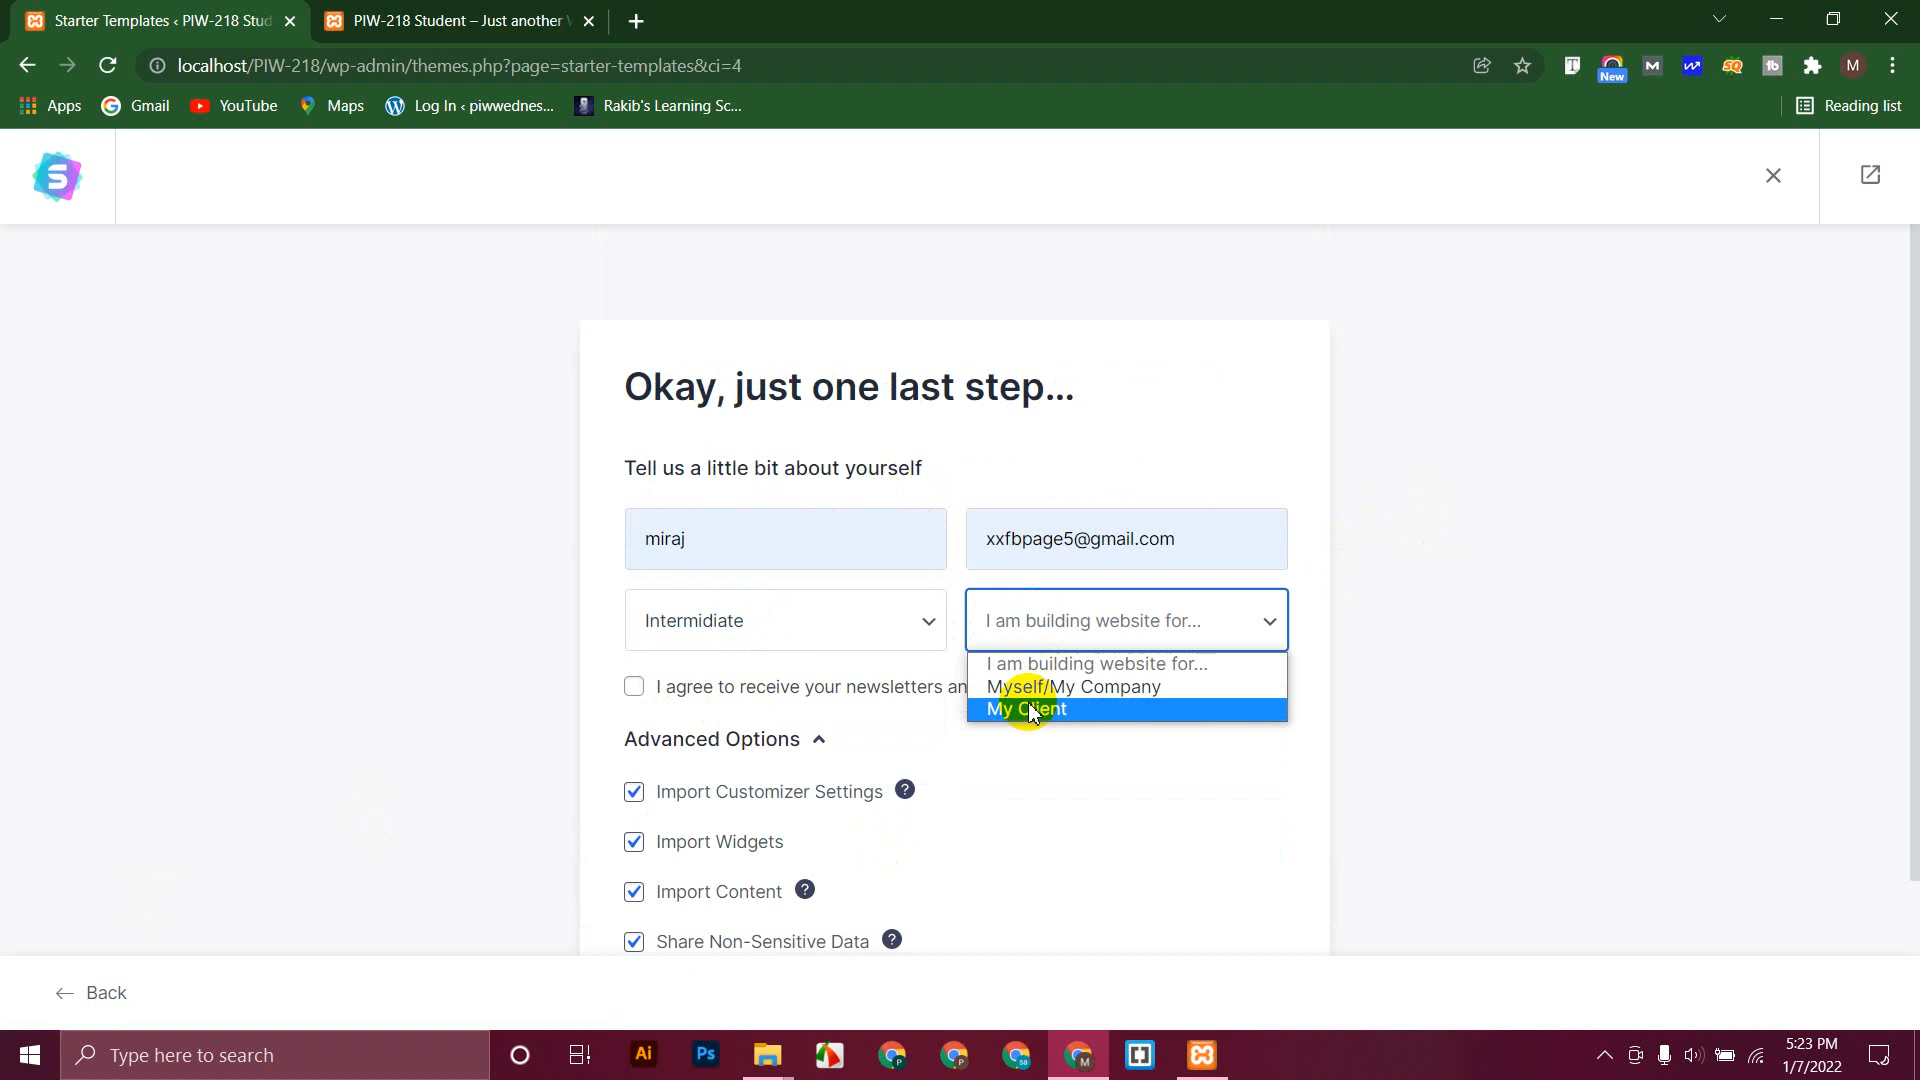 Starter Templates ‹ PIW-218 Stud
PIW-218 Student – Just another
localhost/PIW-218/wp-admin/themes.php?page=starter-templates&ci=4
New
M
Apps
Gmail
YouTube
Maps
Log In ‹ piwwednes...
Rakib's Learning Sc...
Reading list
S
Okay, just one last step...
Tell us a little bit about yourself
miraj
xxfbpage5@gmail.com
Intermidiate
I am building website for...
I am building website for...
Myself/My Company
My Client
I agree to receive your newsletters an
Advanced Options
Import Customizer Settings ?
Import Widgets
Import Content ?
Share Non-Sensitive Data ?
← Back
Type here to search
Ai
Ps
5:23 PM
1/7/2022